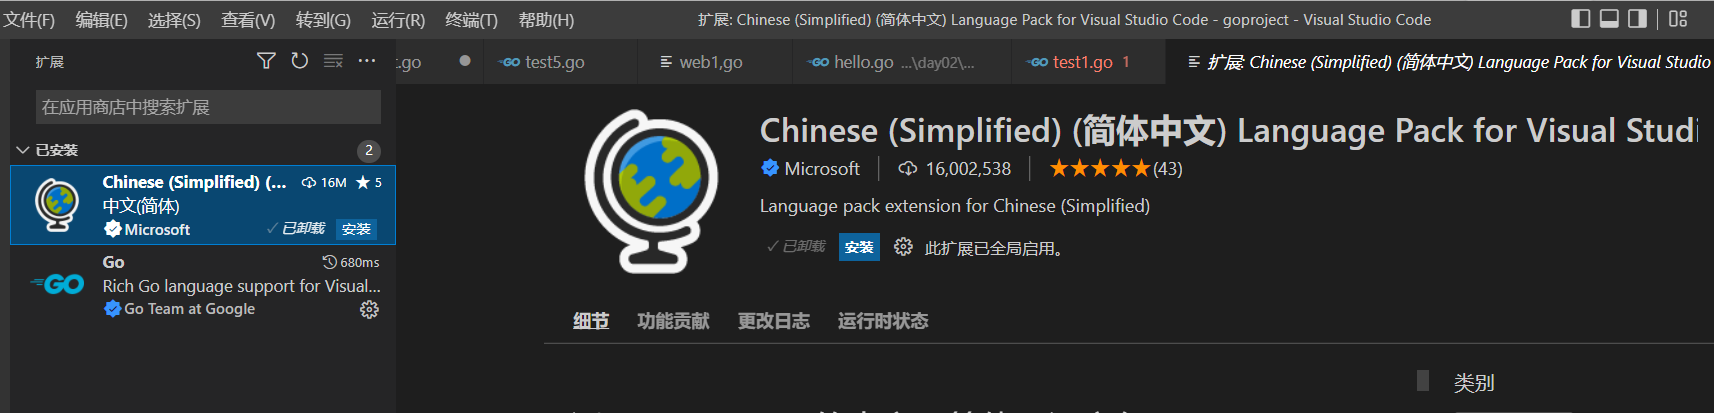 文件(F) 编辑(E) 选择(S) 查看(V) 转到(G) 运行(R) 终端(T) 帮助(H) 扩展: Chinese (Simplified) (简体中文) Language Pack for Visual Studio Code - goproject - Visual Studio Code
扩展
t.go test5.go web1,go hello.go ...\day02\... test1.go 1 扩展: Chinese (Simplified) (简体中文) Language Pack for Visual Studio
在应用商店中搜索扩展
已安装 2
Chinese (Simplified) (... 16M 5
中文(简体)
Microsoft 已卸载 安装
Go 680ms
Rich Go language support for Visual...
Go Team at Google
Chinese (Simplified) (简体中文) Language Pack for Visual Studi
Microsoft 16,002,538 (43)
Language pack extension for Chinese (Simplified)
已卸载 安装 此扩展已全局启用。
细节 功能贡献 更改日志 运行时状态
类别